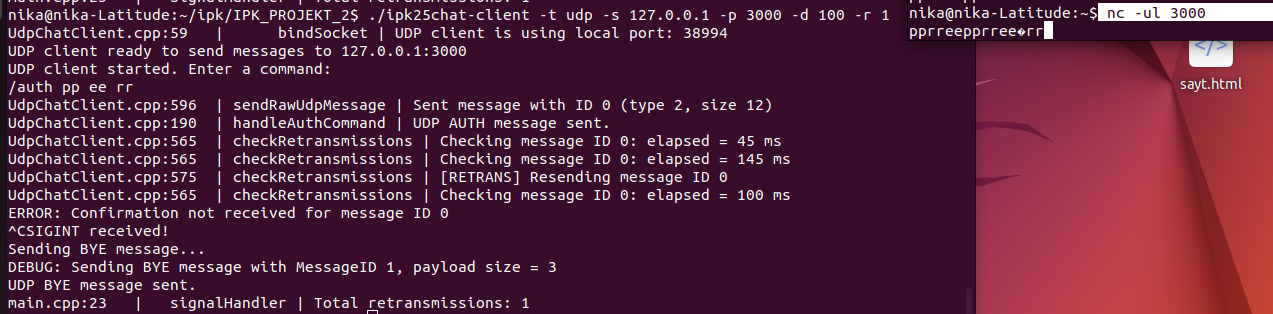 nika@nika-Latitude:~/ipk/IPK_PROJEKT_2$ ./ipk25chat-client -t udp -s 127.0.0.1 -p 3000 -d 100 -r 1
UdpChatClient.cpp:59   |      bindSocket | UDP client is using local port: 38994
UDP client ready to send messages to 127.0.0.1:3000
UDP client started. Enter a command:
/auth pp ee rr
UdpChatClient.cpp:596  | sendRawUdpMessage | Sent message with ID 0 (type 2, size 12)
UdpChatClient.cpp:190  | handleAuthCommand | UDP AUTH message sent.
UdpChatClient.cpp:565  | checkRetransmissions | Checking message ID 0: elapsed = 45 ms
UdpChatClient.cpp:565  | checkRetransmissions | Checking message ID 0: elapsed = 145 ms
UdpChatClient.cpp:575  | checkRetransmissions | [RETRANS] Resending message ID 0
UdpChatClient.cpp:565  | checkRetransmissions | Checking message ID 0: elapsed = 100 ms
ERROR: Confirmation not received for message ID 0
^CSIGINT received!
Sending BYE message...
DEBUG: Sending BYE message with MessageID 1, payload size = 3
UDP BYE message sent.
main.cpp:23   |   signalHandler | Total retransmissions: 1
nika@nika-Latitude:~$ nc -ul 3000
pprreepprree�rr
</> 
sayt.html